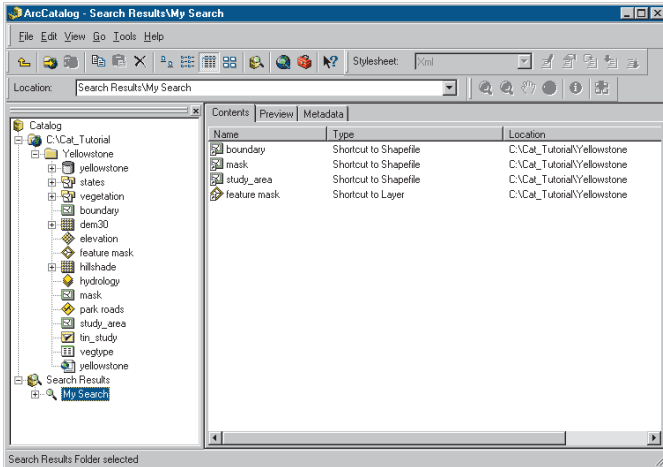 ArcCatalog - Search Results\My Search
File Edit View Go Tools Help
Stylesheet: Xml
Location: Search Results\My Search
Catalog
C:\Cat_Tutorial
Yellowstone
yellowstone
states
vegetation
boundary
dem30
elevation
feature mask
hillshade
hydrology
mask
park roads
study_area
tin_study
vegtype
yellowstone
Search Results
My Search
Contents Preview Metadata
Name Type Location
boundary Shortcut to Shapefile C:\Cat_Tutorial\Yellowstone
mask Shortcut to Shapefile C:\Cat_Tutorial\Yellowstone
study_area Shortcut to Shapefile C:\Cat_Tutorial\Yellowstone
feature mask Shortcut to Layer C:\Cat_Tutorial\Yellowstone
Search Results Folder selected